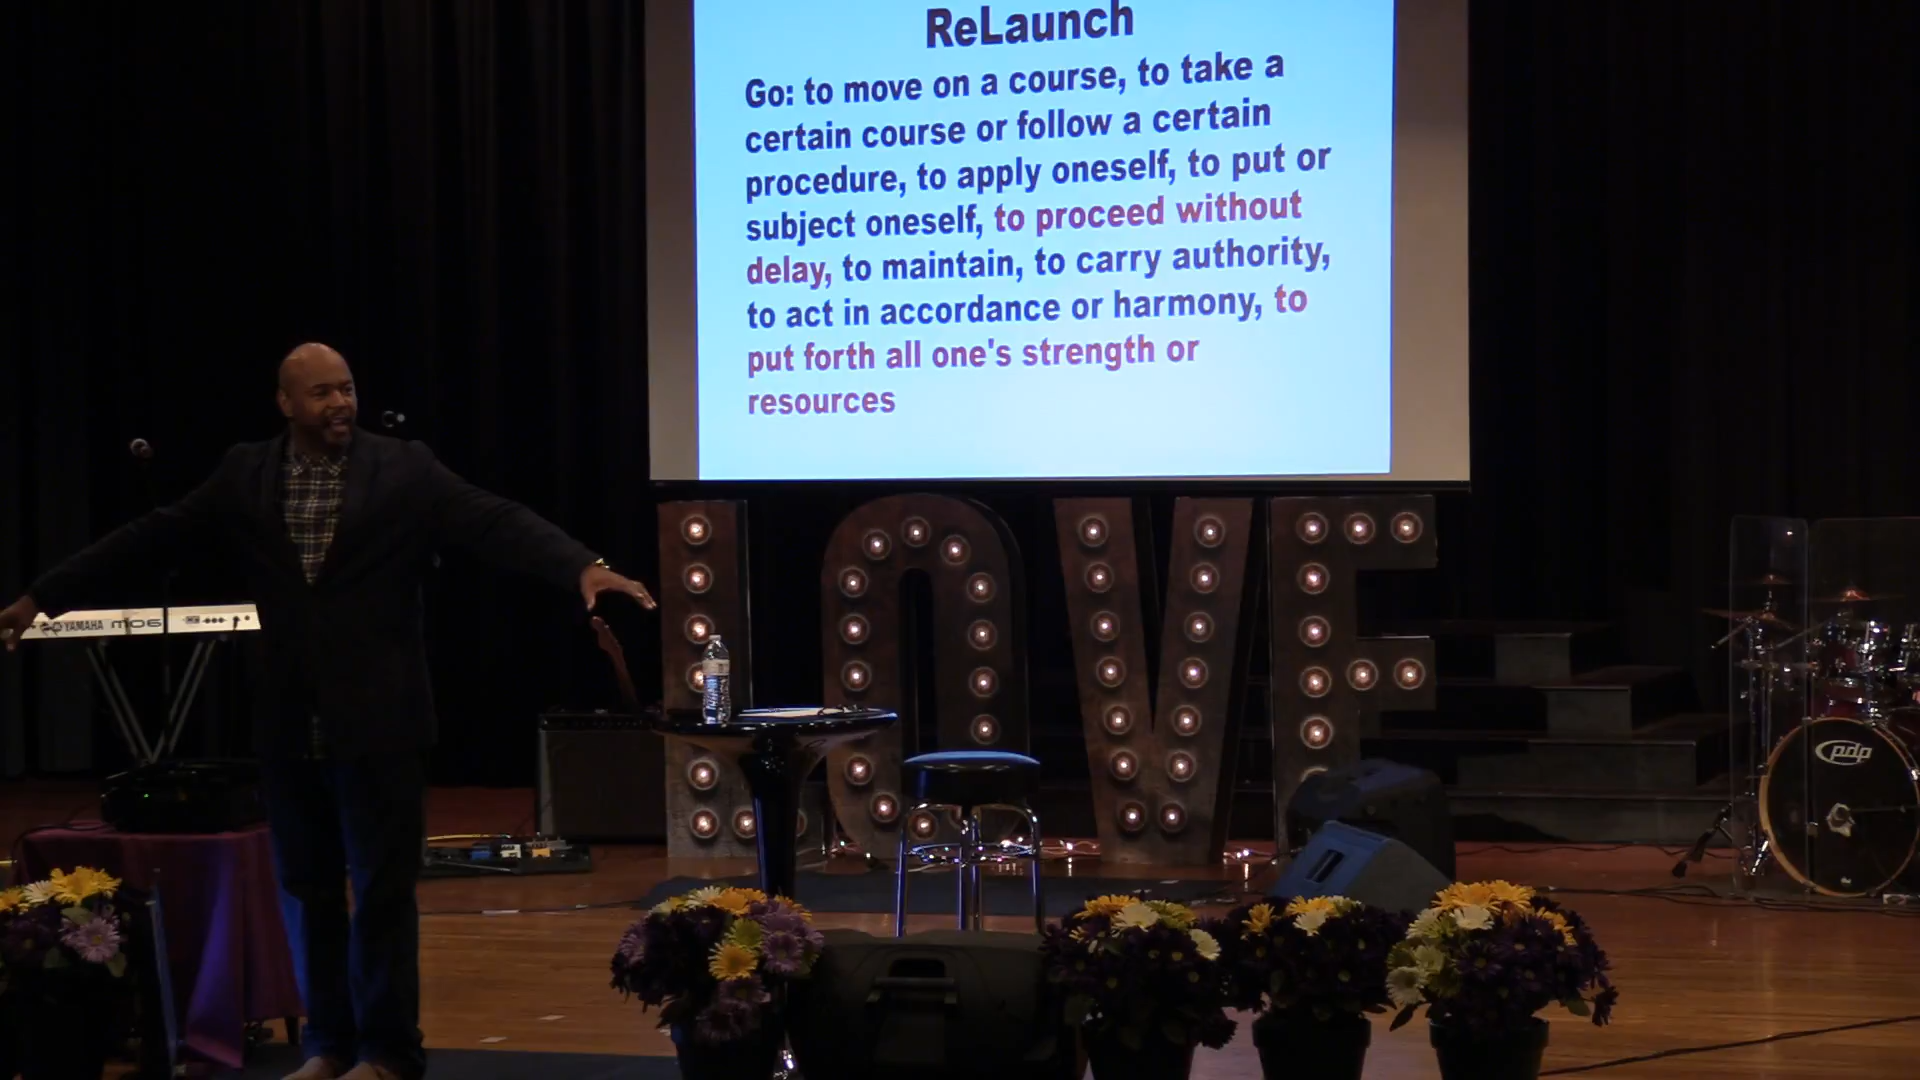 ReLaunch
Go: to move on a course, to take a
certain course or follow a certain
procedure, to apply oneself, to put or
subject oneself, to proceed without
delay, to maintain, to carry authority,
to act in accordance or harmony, to
put forth all one's strength or
resources
LOVE
YAMAHA MO6
pdp